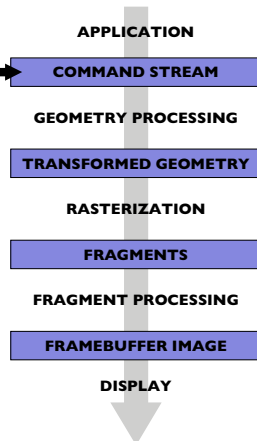 APPLICATION
COMMAND STREAM
GEOMETRY PROCESSING
TRANSFORMED GEOMETRY
RASTERIZATION
FRAGMENTS
FRAGMENT PROCESSING
FRAMEBUFFER IMAGE
DISPLAY